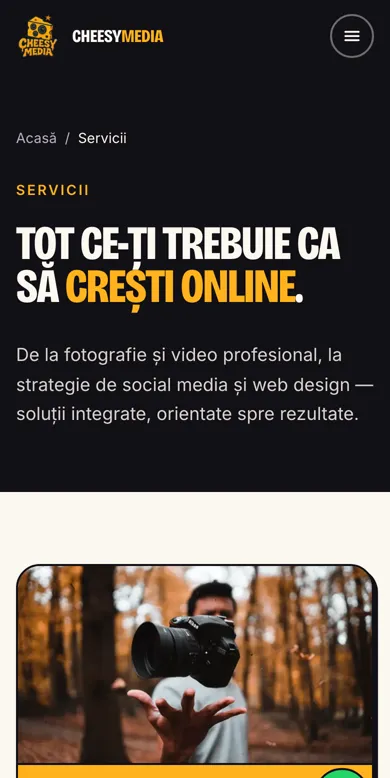 CHEESY
MEDIA
CHEESYMEDIA
Acasă / Servicii
SERVICII
TOT CE-ȚI TREBUIE CA
SĂ CREȘTI ONLINE.
De la fotografie și video profesional, la
strategie de social media și web design —
soluții integrate, orientate spre rezultate.